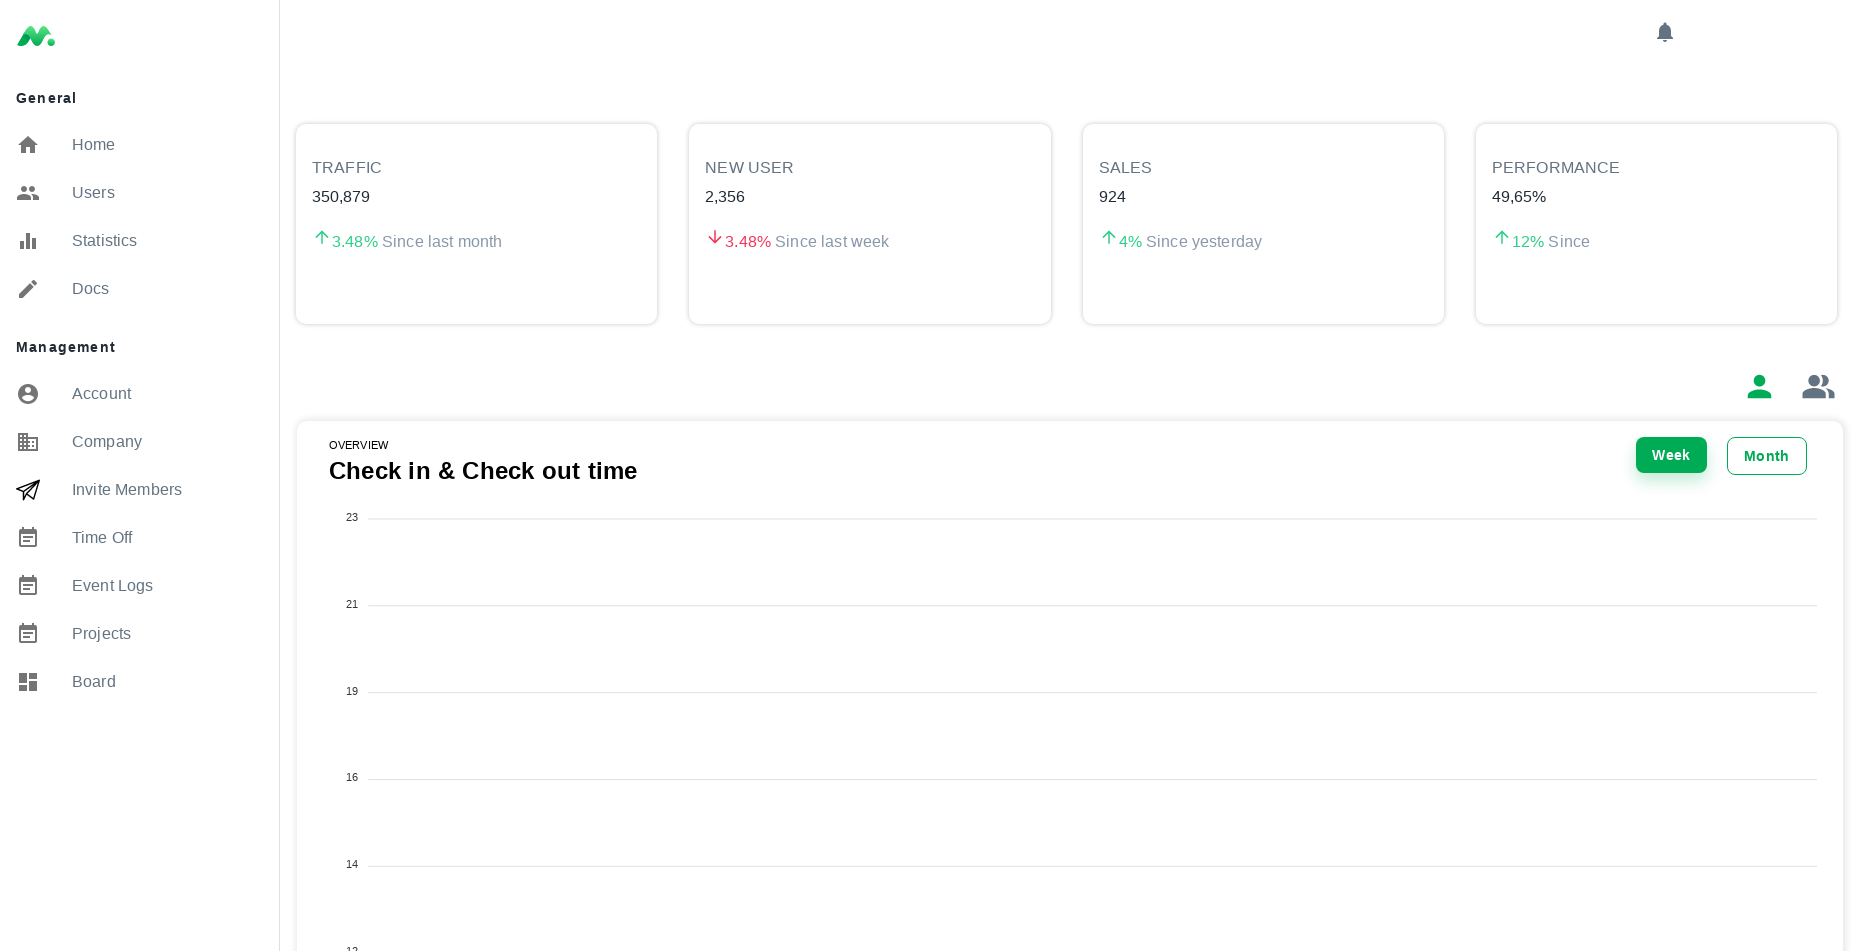 General
Home
Users
Statistics
Docs
Management
Account
Company
Invite Members
Time Off
Event Logs
Projects
Board
TRAFFIC
350,879
3.48% Since last month
NEW USER
2,356
3.48% Since last week
SALES
924
4% Since yesterday
PERFORMANCE
49,65%
12% Since
OVERVIEW
Check in & Check out time
Week
Month
23
21
19
16
14
12